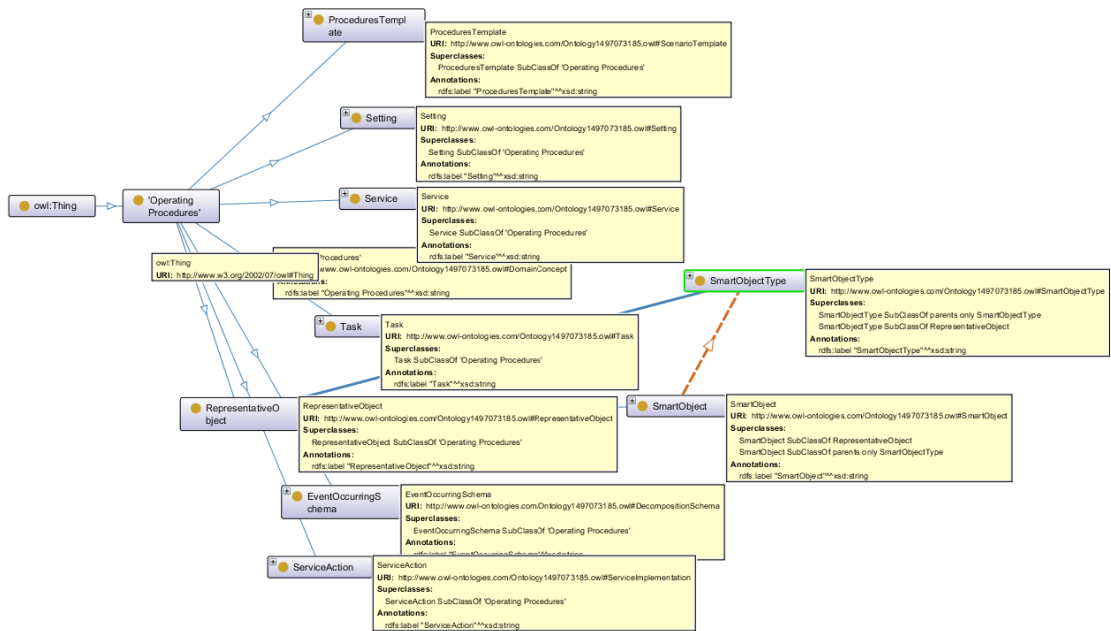 ProceduresTempl
ate
ProceduresTemplate
URI: http://www.owl-ontologies.com/Ontology1497073185.owl#ScenarioTemplate
Superclasses:
ProceduresTemplate SubClassOf 'Operating Procedures'
Annotations:
rdfs:label "ProceduresTemplate"^^xsd:string
Setting
Setting
URI: http://www.owl-ontologies.com/Ontology1497073185.owl#Setting
Superclasses:
Setting SubClassOf 'Operating Procedures'
Annotations:
rdfs:label "Setting"^^xsd:string
owl:Thing
'Operating
Procedures'
Service
Service
URI: http://www.owl-ontologies.com/Ontology1497073185.owl#Service
Superclasses:
Service SubClassOf 'Operating Procedures'
Annotations:
rdfs:label "Service"^^xsd:string
owl:Thing
URI: http://www.w3.org/2002/07/owl#Thing
www.owl-ontologies.com/Ontology1497073185.owl#DomainConcept
rdfs:label "Operating Procedures"^^xsd:string
SmartObjectType
SmartObjectType
URI: http://www.owl-ontologies.com/Ontology1497073185.owl#SmartObjectType
Superclasses:
SmartObjectType SubClassOf parents only SmartObjectType
SmartObjectType SubClassOf RepresentativeObject
Annotations:
rdfs:label "SmartObjectType"^^xsd:string
Task
Task
URI: http://www.owl-ontologies.com/Ontology1497073185.owl#Task
Superclasses:
Task SubClassOf 'Operating Procedures'
Annotations:
rdfs:label "Task"^^xsd:string
RepresentativeO
bject
RepresentativeObject
URI: http://www.owl-ontologies.com/Ontology1497073185.owl#RepresentativeObject
Superclasses:
RepresentativeObject SubClassOf 'Operating Procedures'
Annotations:
rdfs:label "RepresentativeObject"^^xsd:string
SmartObject
SmartObject
URI: http://www.owl-ontologies.com/Ontology1497073185.owl#SmartObject
Superclasses:
SmartObject SubClassOf RepresentativeObject
SmartObject SubClassOf parents only SmartObjectType
Annotations:
rdfs:label "SmartObject"^^xsd:string
EventOccurringS
chema
EventOccurringSchema
URI: http://www.owl-ontologies.com/Ontology1497073185.owl#DecompositionSchema
Superclasses:
EventOccurringSchema SubClassOf 'Operating Procedures'
Annotations:
ServiceAction
ServiceAction
URI: http://www.owl-ontologies.com/Ontology1497073185.owl#ServiceImplementation
Superclasses:
ServiceAction SubClassOf 'Operating Procedures'
Annotations:
rdfs:label "ServiceAction"^^xsd:string